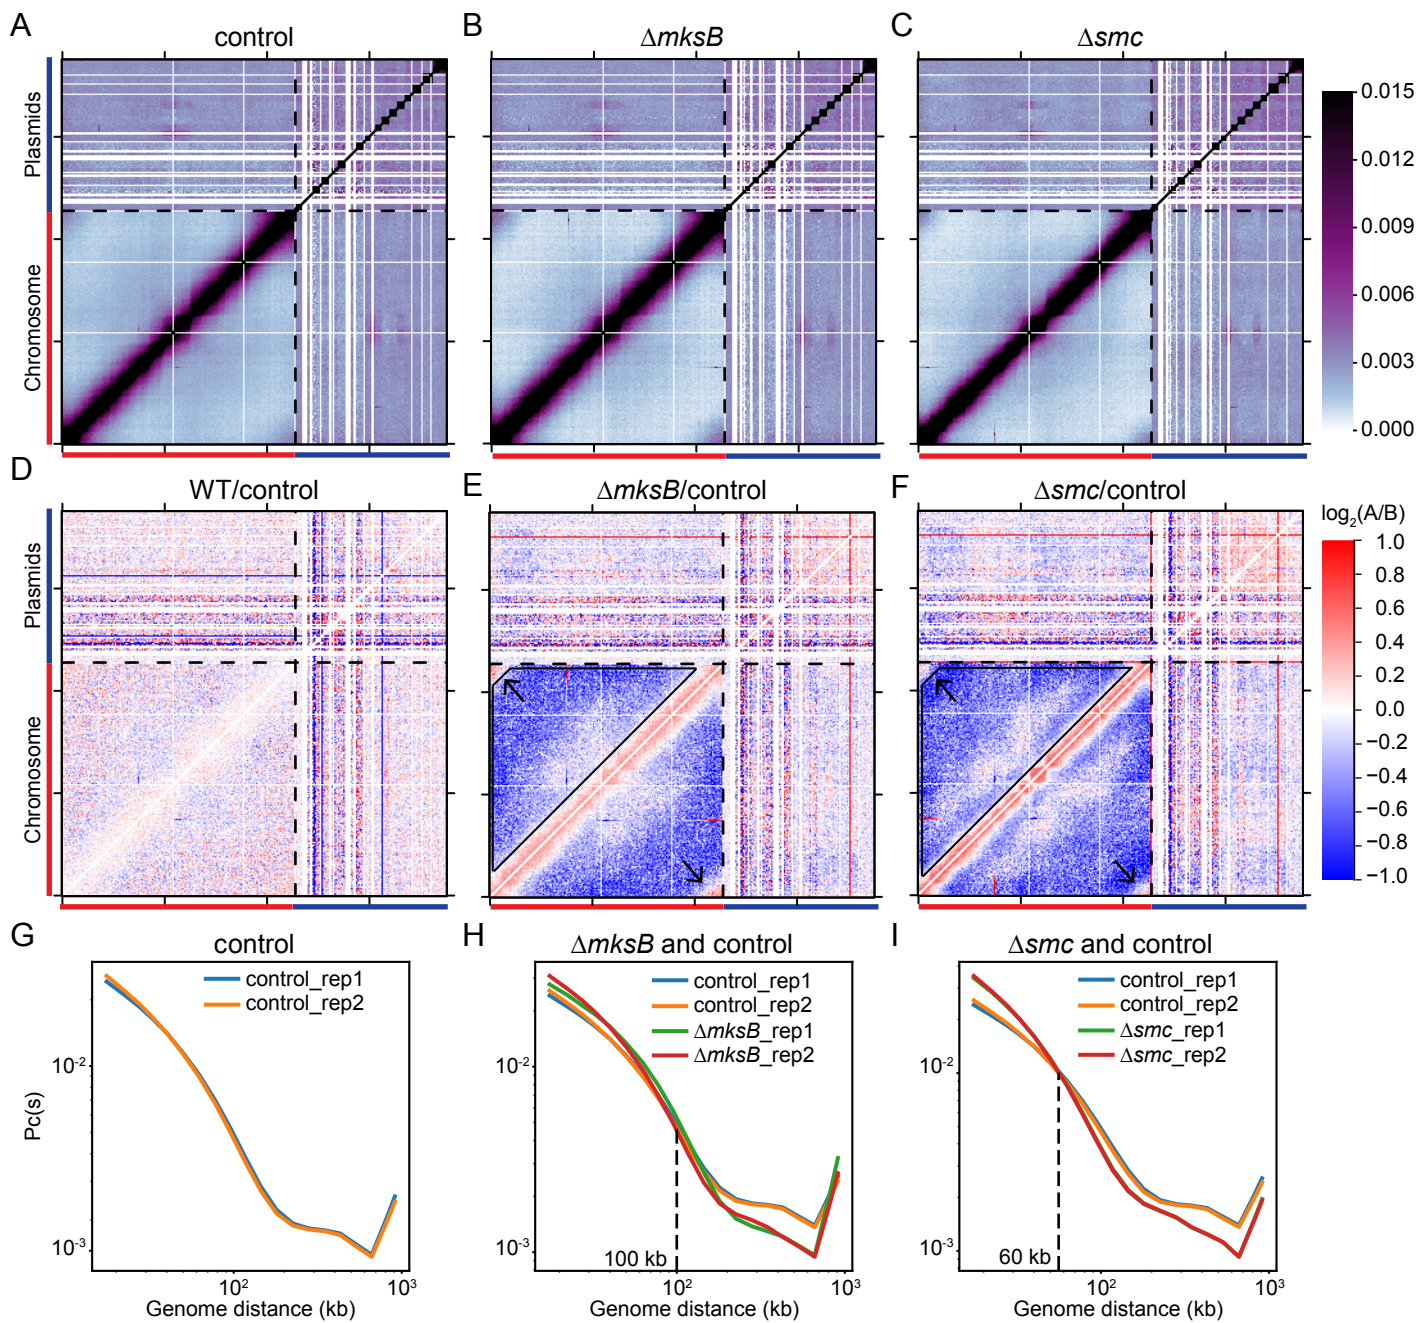 A
control
B
ΔmksB
C
Δsmc
Plasmids
Chromosome
0.015
0.012
0.009
0.006
0.003
0.000
D
WT/control
E
ΔmksB/control
F
Δsmc/control
Plasmids
Chromosome
log2(A/B)
1.0
0.8
0.6
0.4
0.2
0.0
−0.2
−0.4
−0.6
−0.8
−1.0
G
control
control_rep1
control_rep2
Pc(s)
10-2
10-3
102
103
Genome distance (kb)
H
ΔmksB and control
control_rep1
control_rep2
ΔmksB_rep1
ΔmksB_rep2
10-2
10-3
100 kb
102
103
Genome distance (kb)
I
Δsmc and control
control_rep1
control_rep2
Δsmc_rep1
Δsmc_rep2
10-2
10-3
60 kb
102
103
Genome distance (kb)